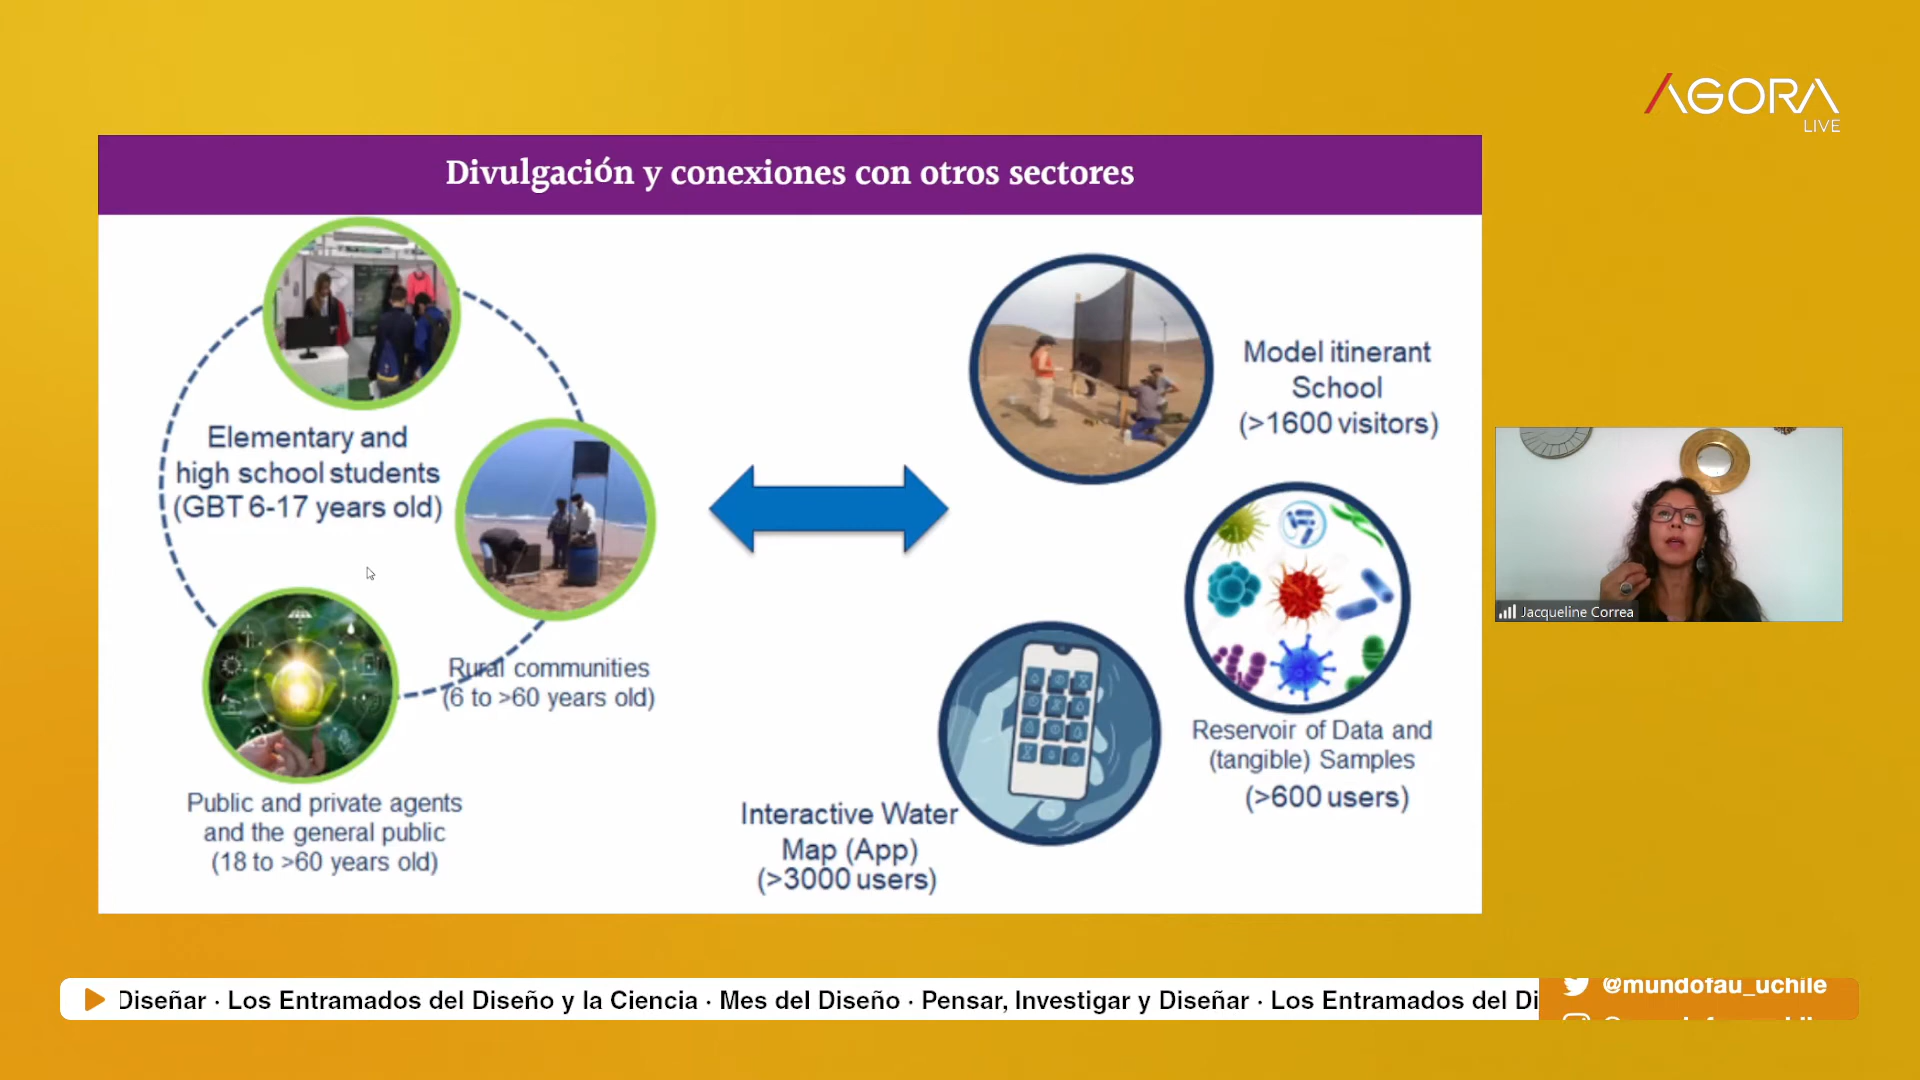 AGORA
LIVE
Divulgación y conexiones con otros sectores
Elementary and
high school students
(GBT 6-17 years old)
Rural communities
(6 to >60 years old)
Public and private agents
and the general public
(18 to >60 years old)
Model itinerant
School
(>1600 visitors)
Reservoir of Data and
(tangible) Samples
(>600 users)
Interactive Water
Map (App)
(>3000 users)
Jacqueline Correa
Diseñar · Los Entramados del Diseño y la Ciencia · Mes del Diseño · Pensar, Investigar y Diseñar · Los Entramados del Di
@mundofau_uchile